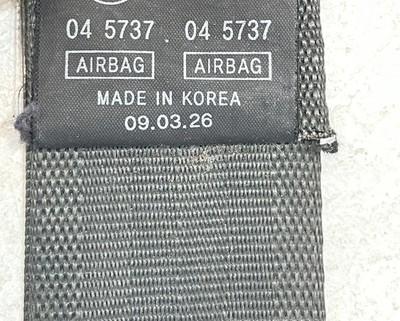 04 5737 . 04 5737
AIRBAG AIRBAG
MADE IN KOREA
09.03.26